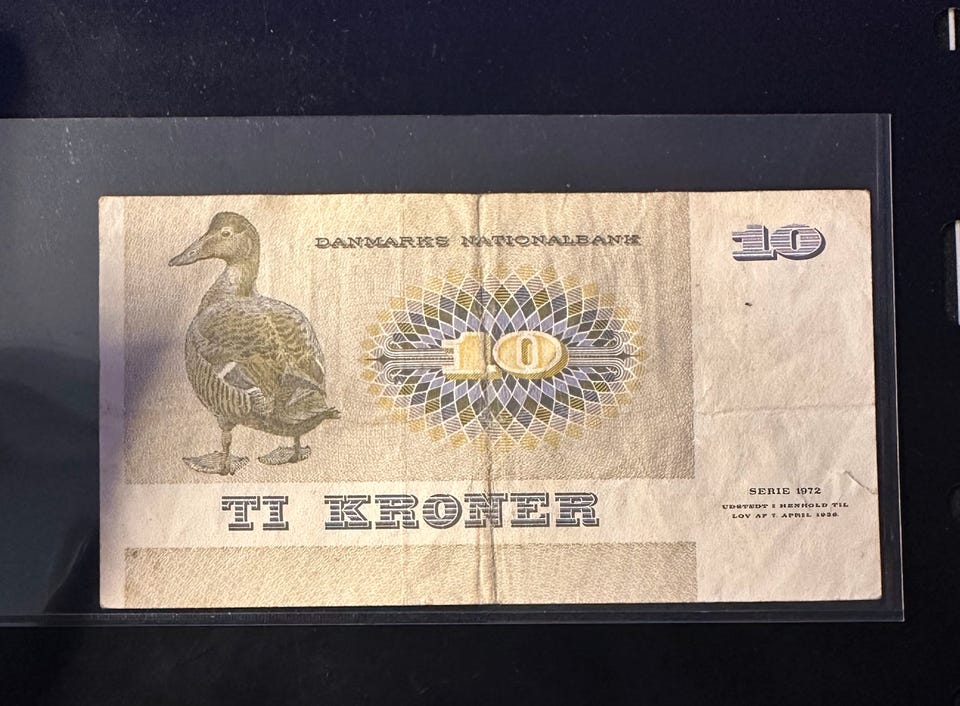 DANMARKS NATIONALBANK
10
10
TI KRONER
SERIE 1972
UDSTEDT I HENHOLD TIL
LOV AF 7. APRIL 1936.